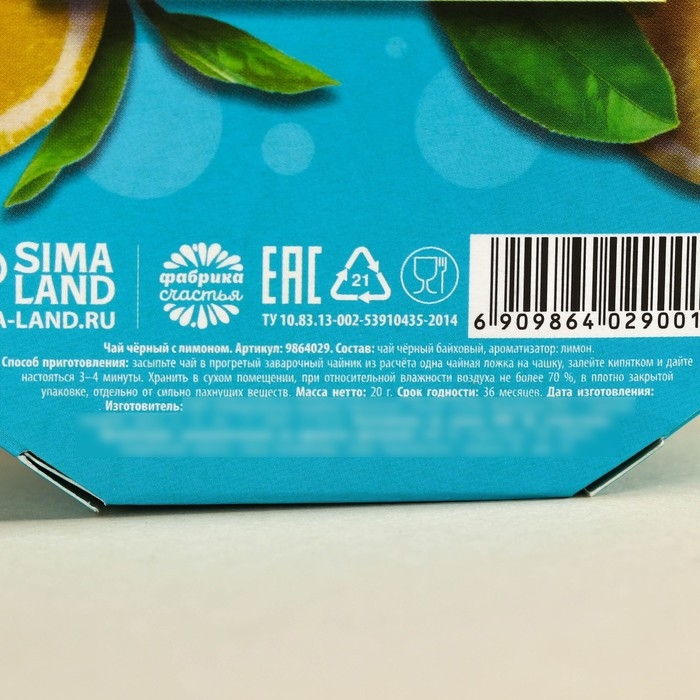 SIMA
LAND
A-LAND.RU
фабрика
счастья
EAC
21
ТУ 10.83.13-002-53910435-2014
6 909864 029001
Чай чёрный с лимоном. Артикул: 9864029. Состав: чай чёрный байховый, ароматизатор: лимон.
Способ приготовления: засыпьте чай в прогретый заварочный чайник из расчёта одна чайная ложка на чашку, залейте кипятком и дайте
настояться 3–4 минуты. Хранить в сухом помещении, при относительной влажности воздуха не более 70 %, в плотно закрытой
упаковке, отдельно от сильно пахнущих веществ. Масса нетто: 20 г. Срок годности: 36 месяцев. Дата изготовления:
. Изготовитель: